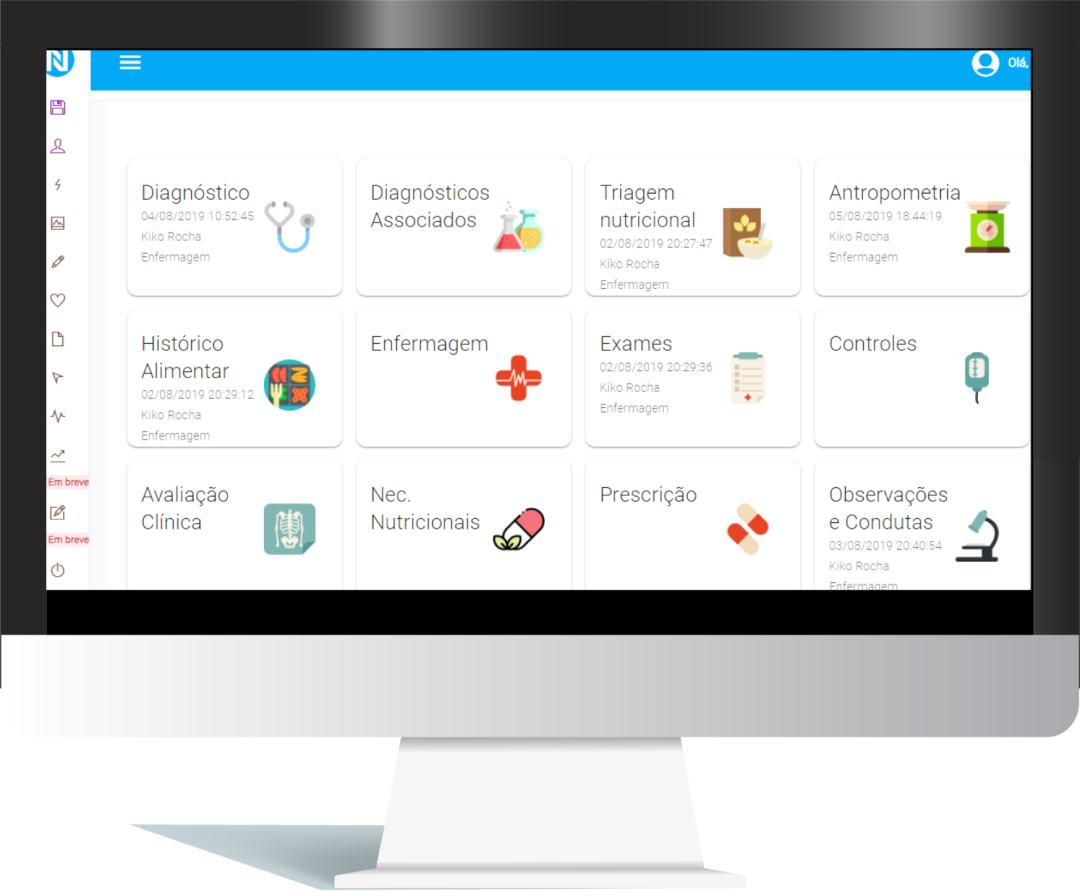 N
Olá,
Diagnóstico
04/08/2019 10:52:45
Kiko Rocha
Enfermagem
Diagnósticos
Associados
Triagem
nutricional
02/08/2019 20:27:47
Kiko Rocha
Enfermagem
Antropometria
05/08/2019 18:44:19
Kiko Rocha
Enfermagem
Histórico
Alimentar
02/08/2019 20:29:12
Kiko Rocha
Enfermagem
Enfermagem
Exames
02/08/2019 20:29:36
Kiko Rocha
Enfermagem
Controles
Em breve
Em breve
Avaliação
Clínica
Nec.
Nutricionais
Prescrição
Observações
e Condutas
03/08/2019 20:40:54
Kiko Rocha
Enfermagem